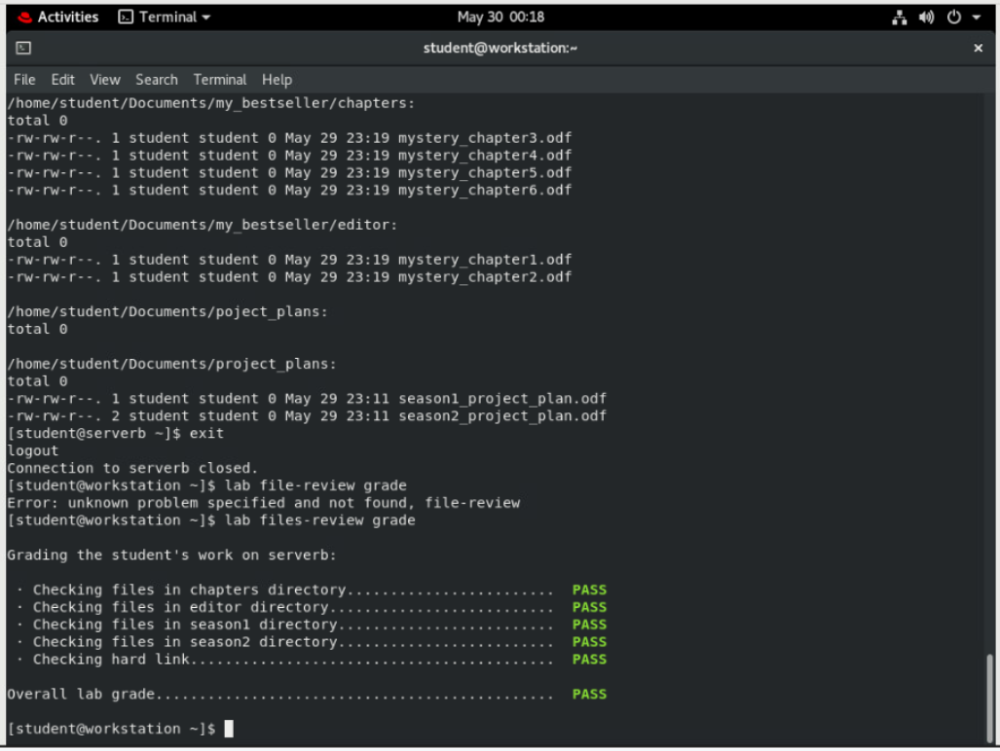 Activities Terminal May 30 00:18
student@workstation:~
File Edit View Search Terminal Help
/home/student/Documents/my_bestseller/chapters:
total 0
-rw-rw-r--. 1 student student 0 May 29 23:19 mystery_chapter3.odf
-rw-rw-r--. 1 student student 0 May 29 23:19 mystery_chapter4.odf
-rw-rw-r--. 1 student student 0 May 29 23:19 mystery_chapter5.odf
-rw-rw-r--. 1 student student 0 May 29 23:19 mystery_chapter6.odf
/home/student/Documents/my_bestseller/editor:
total 0
-rw-rw-r--. 1 student student 0 May 29 23:19 mystery_chapter1.odf
-rw-rw-r--. 1 student student 0 May 29 23:19 mystery_chapter2.odf
/home/student/Documents/poject_plans:
total 0
/home/student/Documents/project_plans:
total 0
-rw-rw-r--. 1 student student 0 May 29 23:11 season1_project_plan.odf
-rw-rw-r--. 2 student student 0 May 29 23:11 season2_project_plan.odf
[student@serverb ~]$ exit
logout
Connection to serverb closed.
[student@workstation ~]$ lab file-review grade
Error: unknown problem specified and not found, file-review
[student@workstation ~]$ lab files-review grade
Grading the student's work on serverb:
· Checking files in chapters directory........................ PASS
· Checking files in editor directory.......................... PASS
· Checking files in season1 directory......................... PASS
· Checking files in season2 directory......................... PASS
· Checking hard link.......................................... PASS
Overall lab grade.............................................. PASS
[student@workstation ~]$